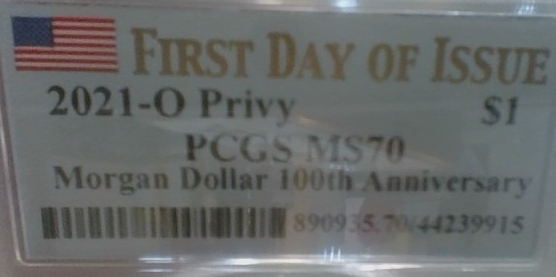 FIRST DAY OF ISSUE
2021-O Privy $1
PCGS MS70
Morgan Dollar 100th Anniversary
890935.70/44239915